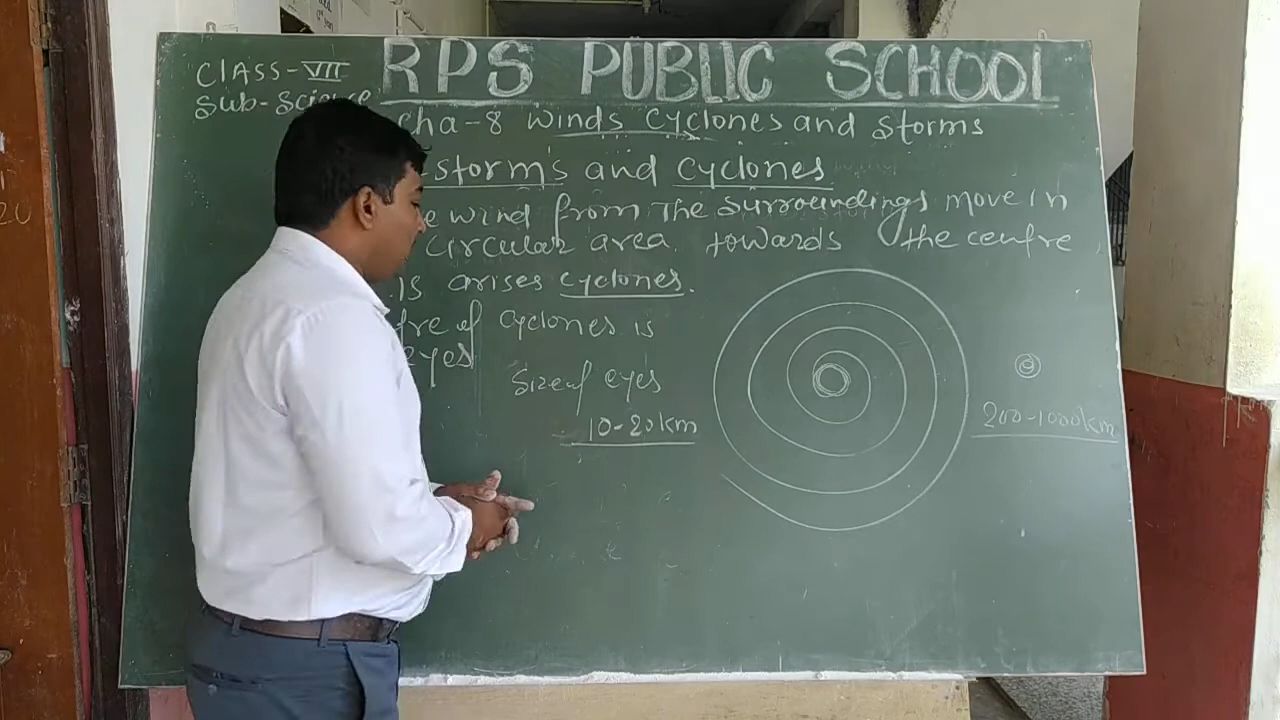 CLASS-VII RPS PUBLIC SCHOOL
Sub-Science
cha-8 winds cyclones and storms
storm's and cyclones
wind from The surroundings move in
circular area towards the centre
is arises cyclones.
of cyclones is
eyes
Size of eyes
10-20km
200-1000km